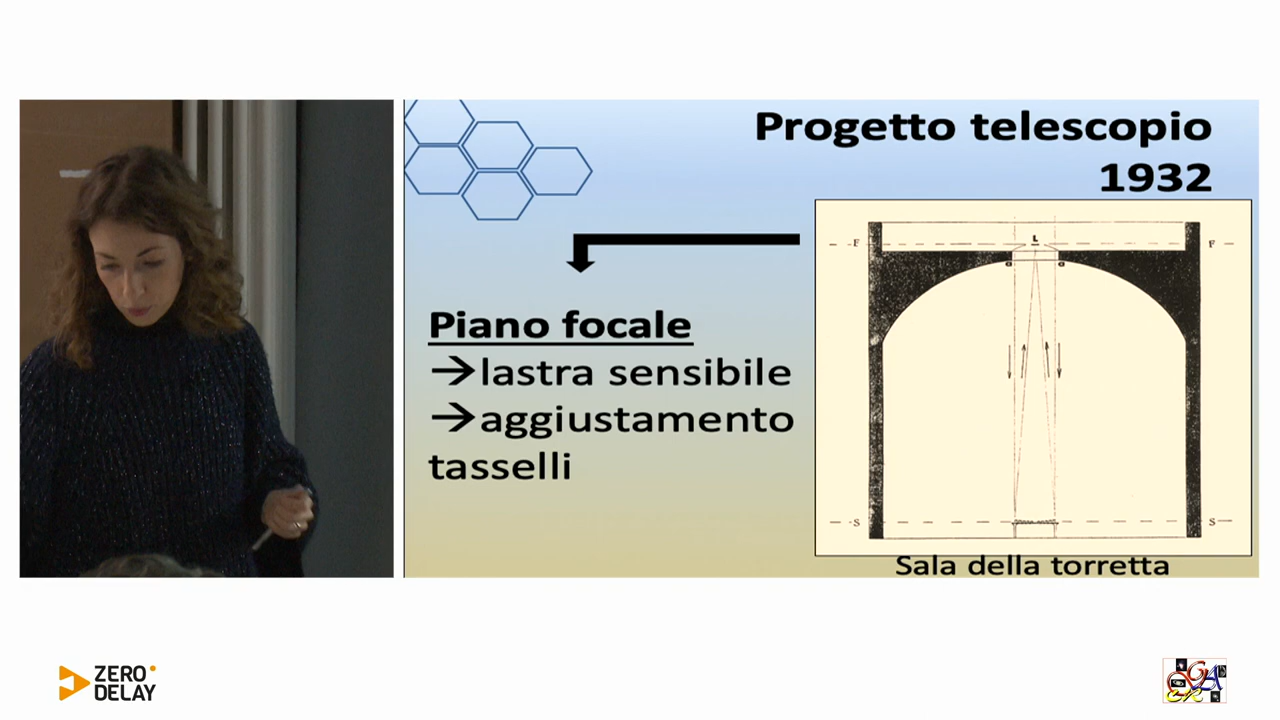 Progetto telescopio
1932
Piano focale
→lastra sensibile
→aggiustamento
tasselli
F
L
F
a
a
S
S
Sala della torretta
ZERO
DELAY